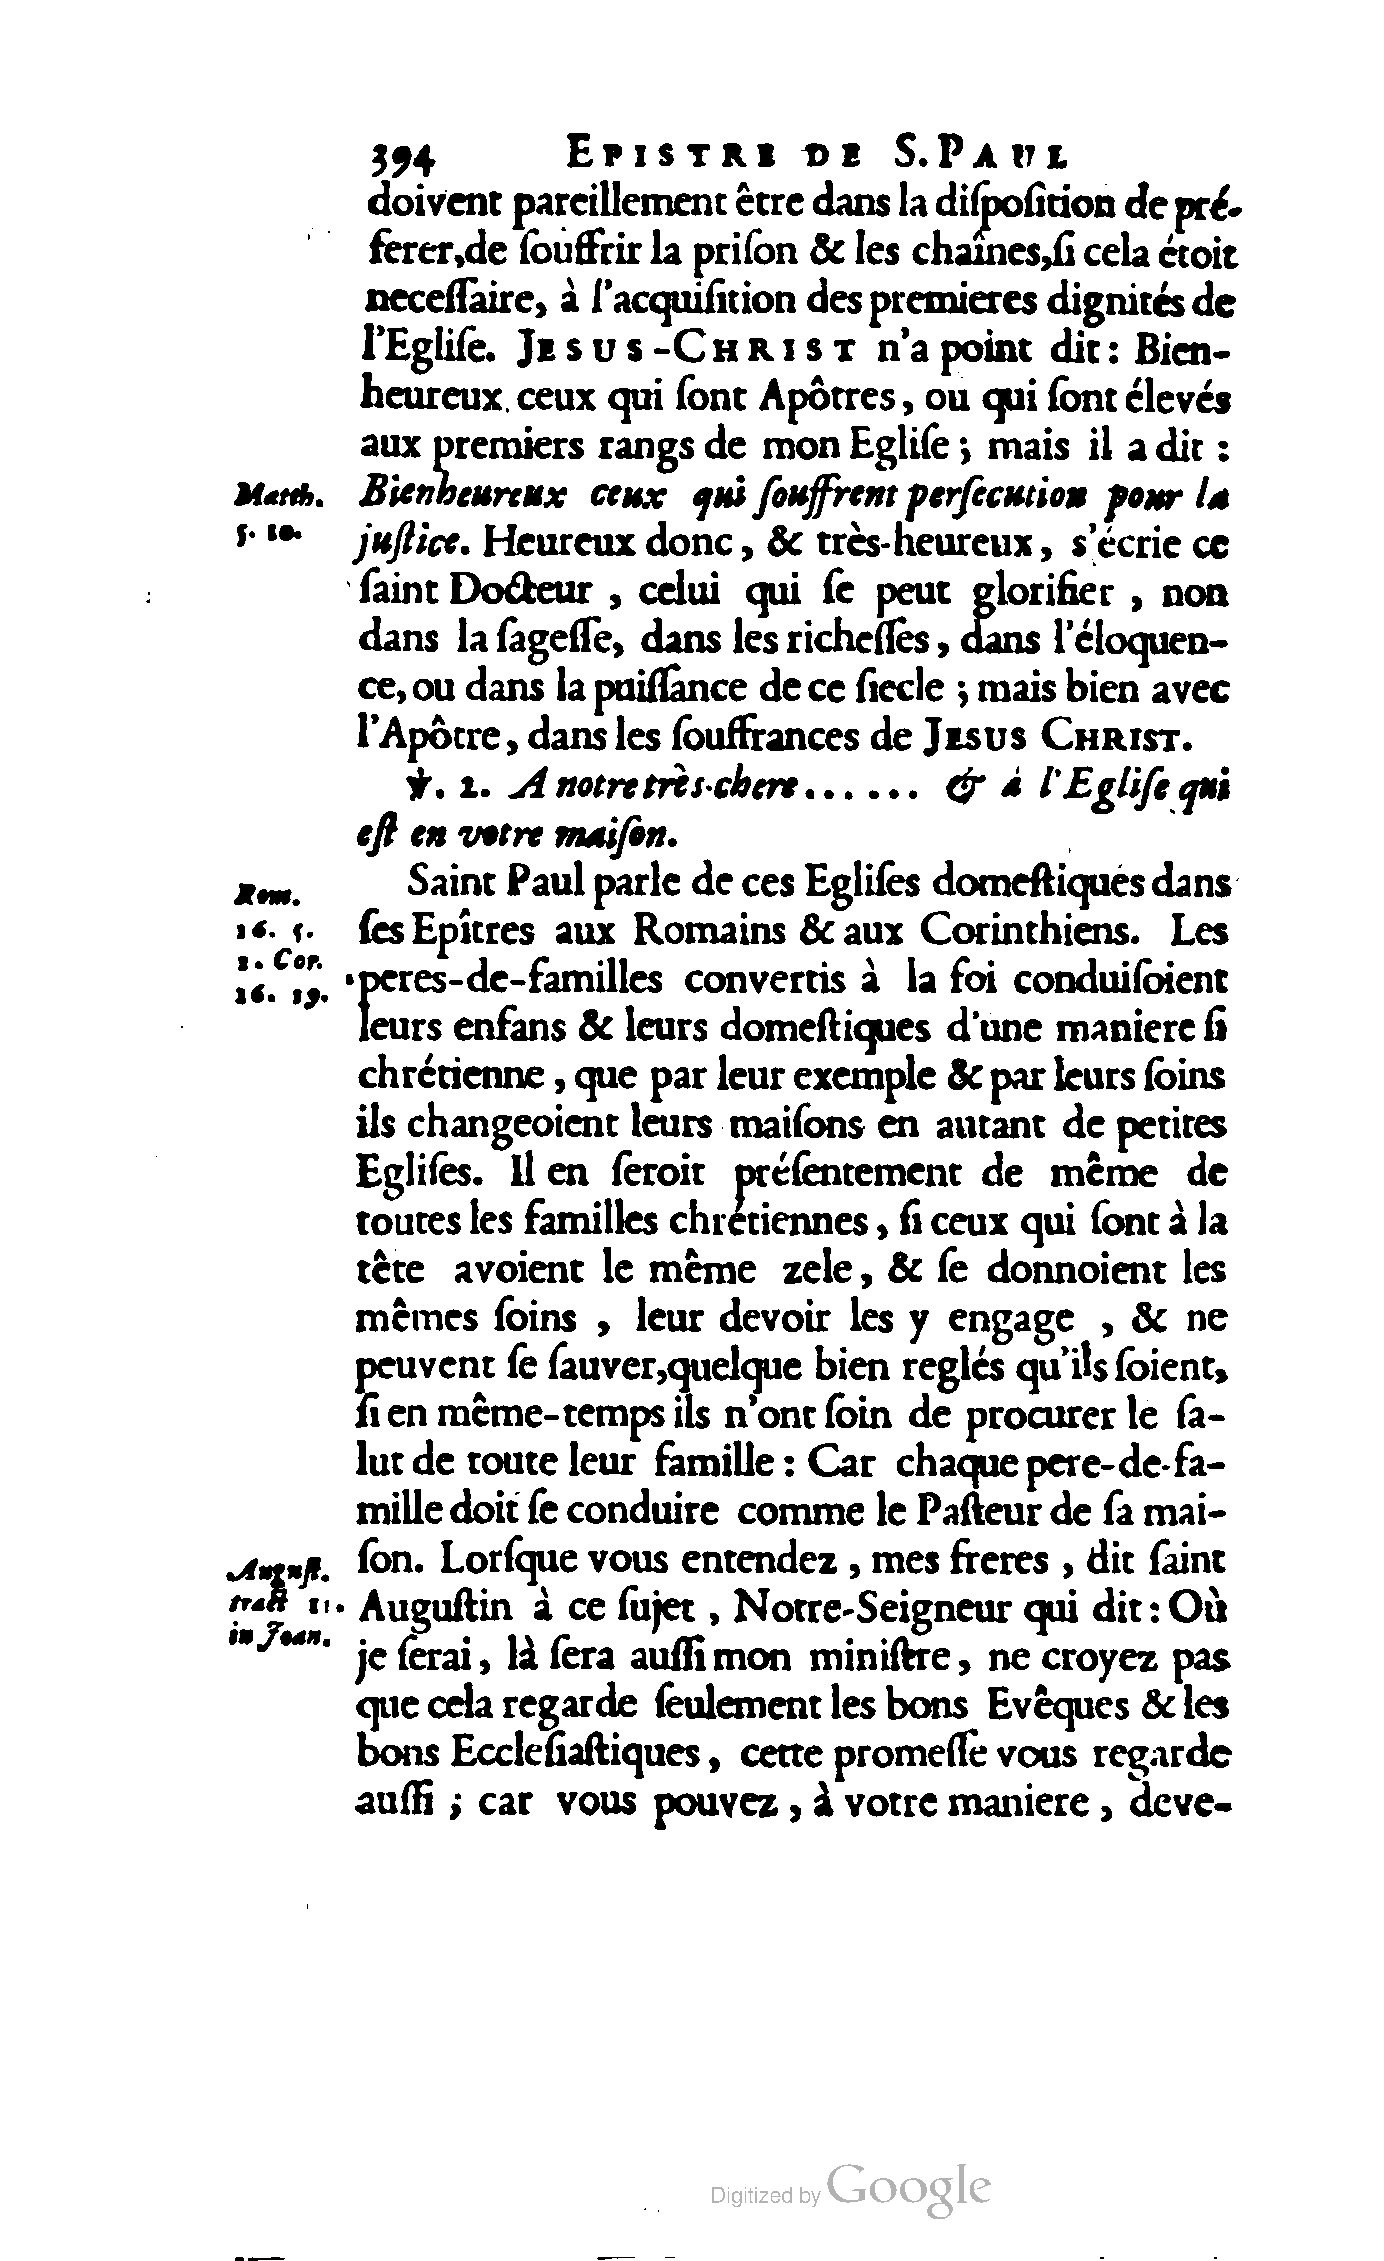 394 EPISTRE DE S. PAUL
doivent pareillement être dans la diſpoſition de pré-
ferer, de ſouffrir la priſon & les chaînes, ſi cela étoit
neceſſaire, à l'acquiſition des premieres dignités de
l'Egliſe. JESUS-CHRIST n'a point dit : Bien-
heureux ceux qui ſont Apôtres, ou qui ſont élevés
aux premiers rangs de mon Egliſe ; mais il a dit :
Matth. 5. 10.
Bienheureux ceux qui ſouffrent perſecution pour la
juſtice. Heureux donc, & très-heureux, s'écrie ce
ſaint Docteur, celui qui ſe peut glorifier, non
dans la ſageſſe, dans les richeſſes, dans l'éloquen-
ce, ou dans la puiſſance de ce ſiecle ; mais bien avec
l'Apôtre, dans les ſouffrances de JESUS CHRIST.
℣. 2. A notre très-chere...... & à l'Egliſe qui
eſt en votre maiſon.
Rom.
16. 5.
1. Cor.
16. 19.
Saint Paul parle de ces Egliſes domeſtiques dans
ſes Epîtres aux Romains & aux Corinthiens. Les
peres-de-familles convertis à la foi conduiſoient
leurs enfans & leurs domeſtiques d'une maniere ſi
chrétienne, que par leur exemple & par leurs ſoins
ils changeoient leurs maiſons en autant de petites
Egliſes. Il en ſeroit préſentement de même de
toutes les familles chrétiennes, ſi ceux qui ſont à la
tête avoient le même zele, & ſe donnoient les
mêmes ſoins, leur devoir les y engage, & ne
peuvent ſe ſauver, quelque bien reglés qu'ils ſoient,
ſi en même-temps ils n'ont ſoin de procurer le ſa-
lut de toute leur famille : Car chaque pere-de-fa-
mille doit ſe conduire comme le Paſteur de ſa mai-
Auguſt.
tract 51.
in Joan.
ſon. Lorſque vous entendez, mes freres, dit ſaint
Auguſtin à ce ſujet, Notre-Seigneur qui dit : Où
je ſerai, là ſera auſſi mon miniſtre, ne croyez pas
que cela regarde ſeulement les bons Evêques & les
bons Eccleſiaſtiques, cette promeſſe vous regarde
auſſi ; car vous pouvez, à votre maniere, deve-
Digitized by Google